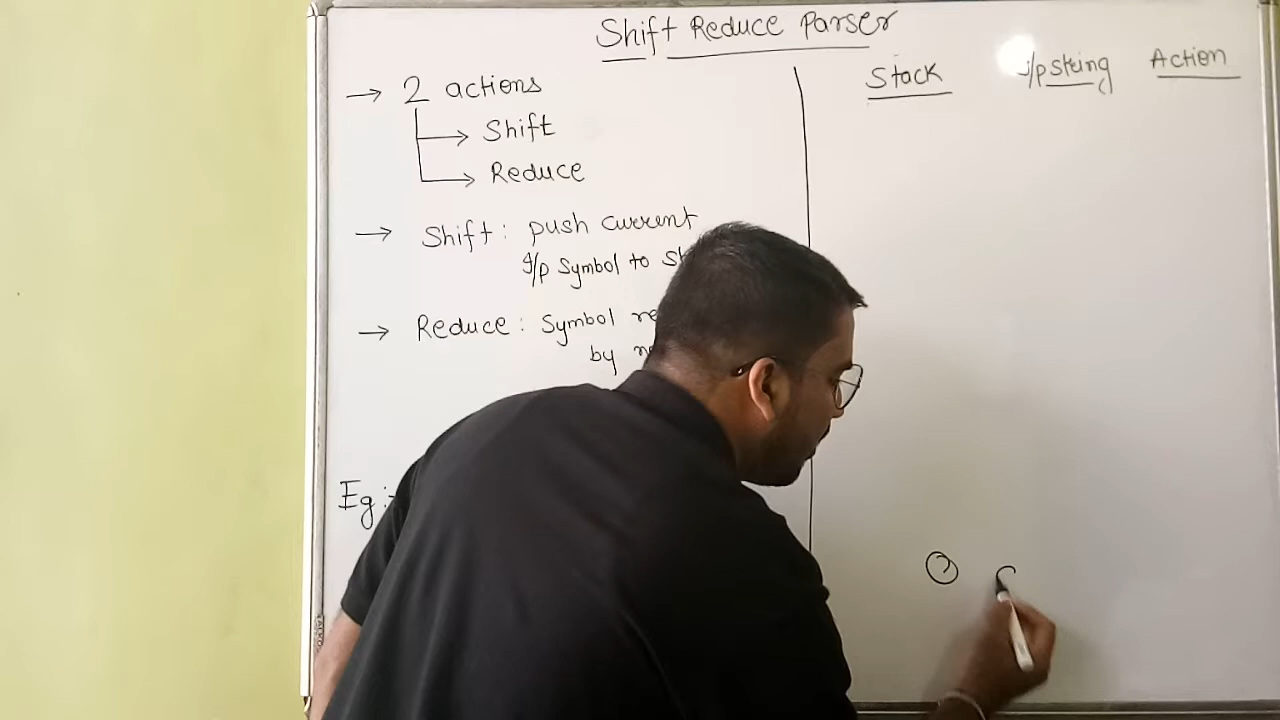 Shift Reduce Parser
→ 2 actions
→ Shift
→ Reduce
→ Shift: push current
I/p Symbol to
→ Reduce: Symbol
by
Eg:-
Stack I/p string Action